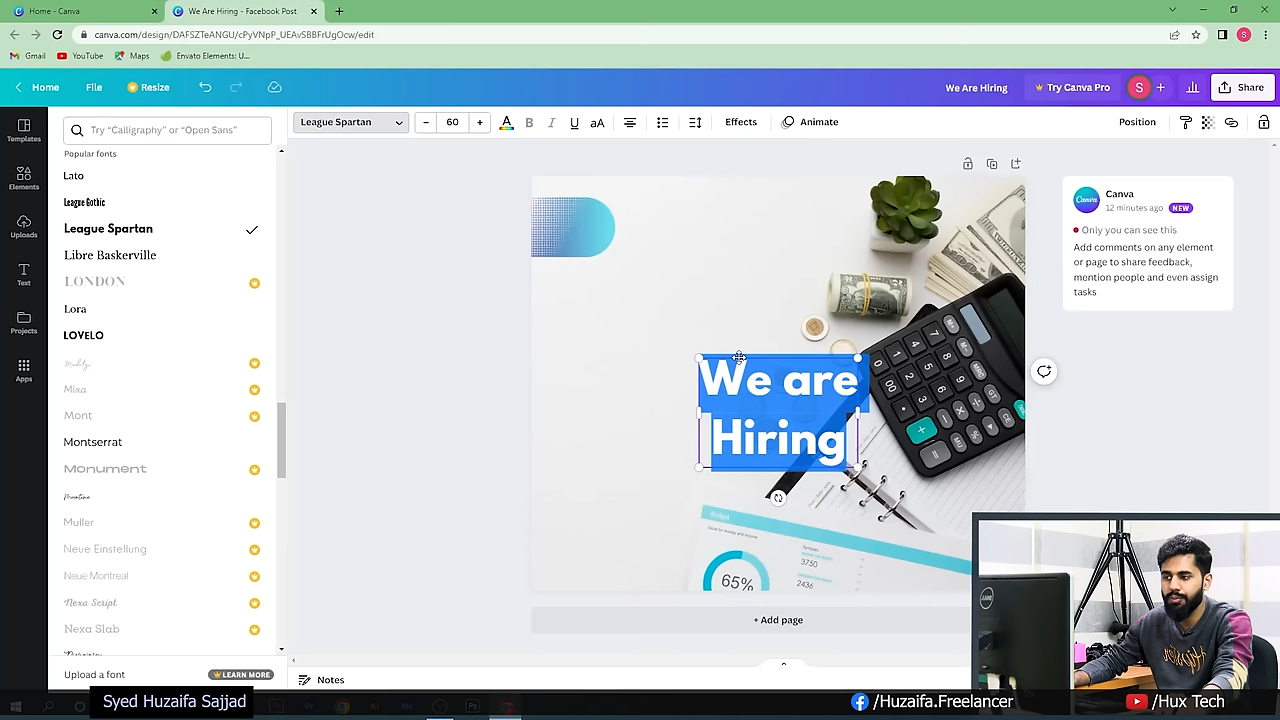 Home - Canva
We Are Hiring - Facebook Post
canva.com/design/DAFSZTeANGU/cPyVNpP_UEAvSBBFrUgOcw/edit
Gmail
YouTube
Maps
Envato Elements: U...
Home
File
Resize
We Are Hiring
Try Canva Pro
S
Share
Try “Calligraphy” or “Open Sans”
League Spartan
60
B
I
U
aA
Effects
Animate
Position
Templates
Elements
Uploads
Text
Projects
Apps
Popular fonts
Lato
League Gothic
League Spartan
Libre Baskerville
LONDON
Lora
LOVELO
Mixa
Mont
Montserrat
Monument
Muller
Neue Einstellung
Neue Montreal
Nexa Script
Nexa Slab
Upload a font
LEARN MORE
We are
Hiring
Budget
65%
3750
2436
+ Add page
Notes
Canva
Canva
12 minutes ago
NEW
Only you can see this
Add comments on any element
or page to share feedback,
mention people and even assign
tasks
DELL
Syed Huzaifa Sajjad
/Huzaifa.Freelancer
/Hux Tech